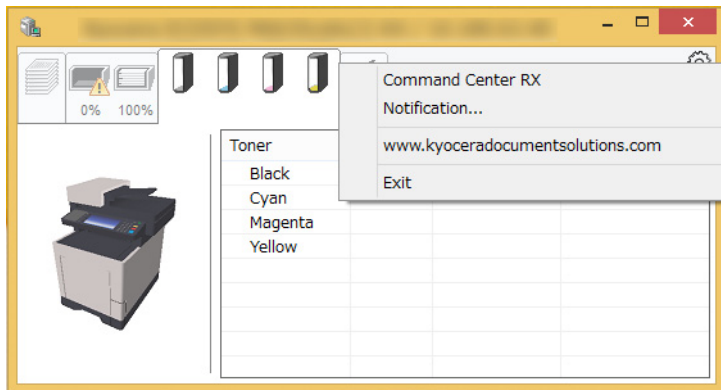 0% 100%
Command Center RX
Notification...
www.kyoceradocumentsolutions.com
Exit
Toner
Black
Cyan
Magenta
Yellow